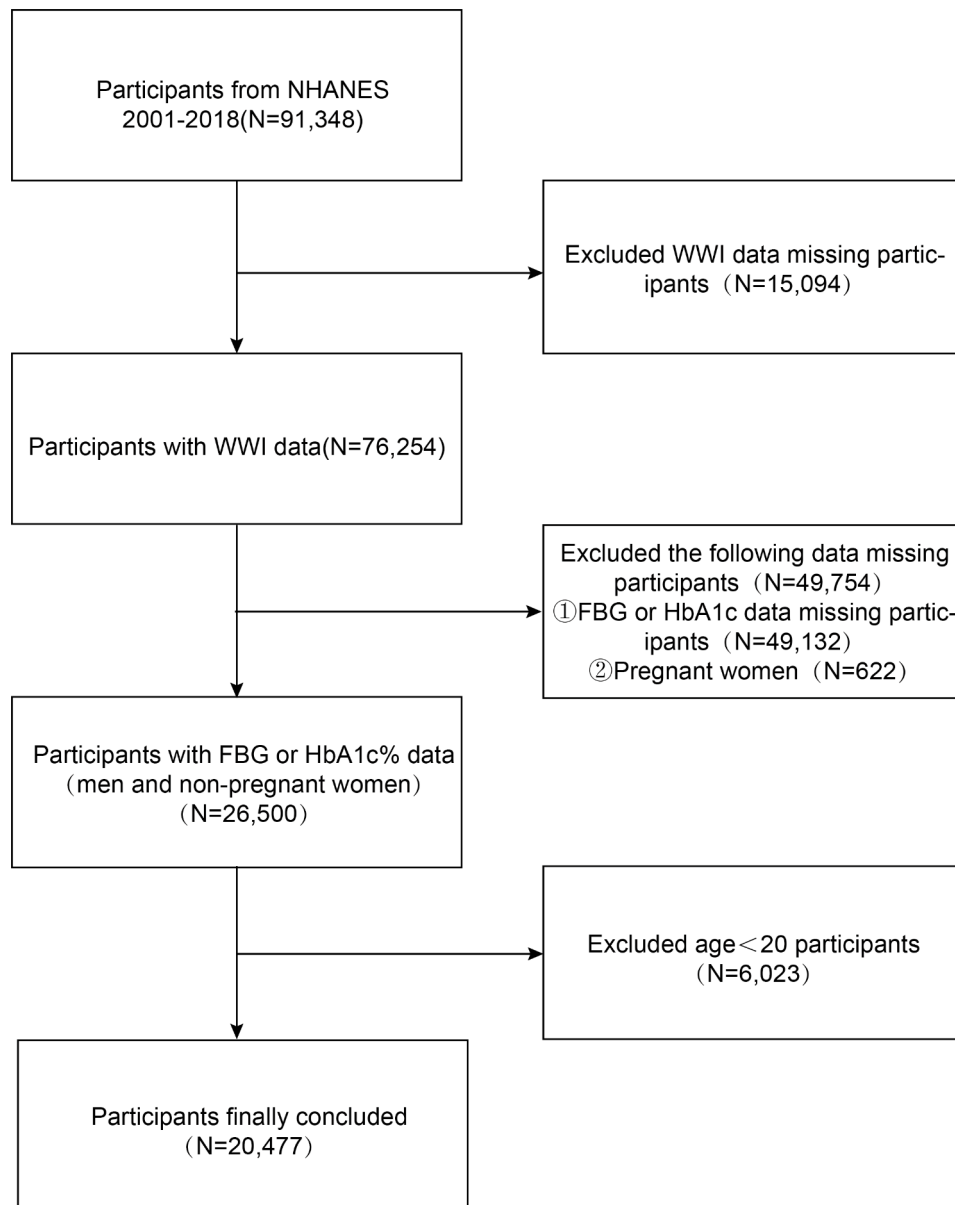 Participants from NHANES
2001-2018(N=91,348)
Excluded WWI data missing partic-
ipants（N=15,094）
Participants with WWI data(N=76,254)
Excluded the following data missing
participants（N=49,754）
①FBG or HbA1c data missing partic-
ipants（N=49,132）
②Pregnant women（N=622）
Participants with FBG or HbA1c% data
（men and non-pregnant women）
（N=26,500）
Excluded age＜20 participants
（N=6,023）
Participants finally concluded
（N=20,477）